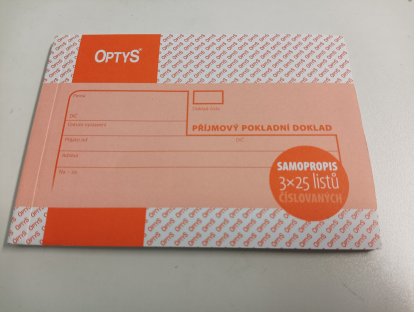 OPTYS
Firma
Doklad číslo
DIČ
Datum vystavení
PŘÍJMOVÝ POKLADNÍ DOKLAD
Přijato od
DIČ
Adresa
SAMOPROPIS
3×25 listů
ČÍSLOVANÝCH